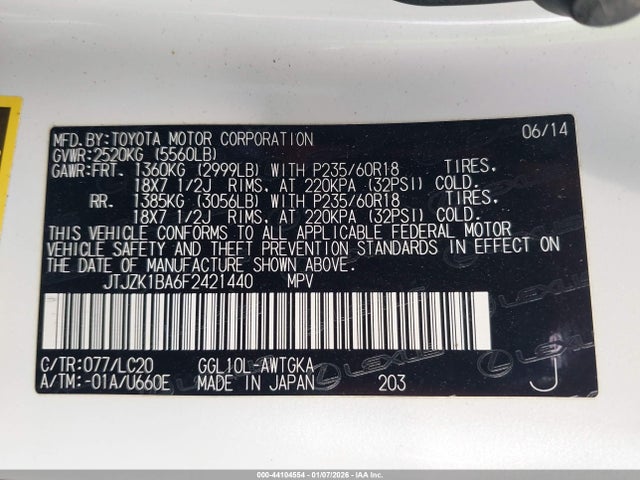 MFD. BY: TOYOTA MOTOR CORPORATION 06/14
GVWR: 2520KG (5560LB)
GAWR: FRT. 1360KG (2999LB) WITH P235/60R18 TIRES,
18X7 1/2J RIMS, AT 220KPA (32PSI) COLD.
RR. 1385KG (3056LB) WITH P235/60R18 TIRES,
18X7 1/2J RIMS, AT 220KPA (32PSI) COLD.
THIS VEHICLE CONFORMS TO ALL APPLICABLE FEDERAL MOTOR
VEHICLE SAFETY AND THEFT PREVENTION STANDARDS IN EFFECT ON
THE DATE OF MANUFACTURE SHOWN ABOVE.
JTJZK1BA6F2421440 MPV
C/TR: 077/LC20 GGL10L-AWTGKA
A/TM: -01A/U660E MADE IN JAPAN 203 J
LEXUS
000-44104554 | 01/07/2026 - IAAI.COM